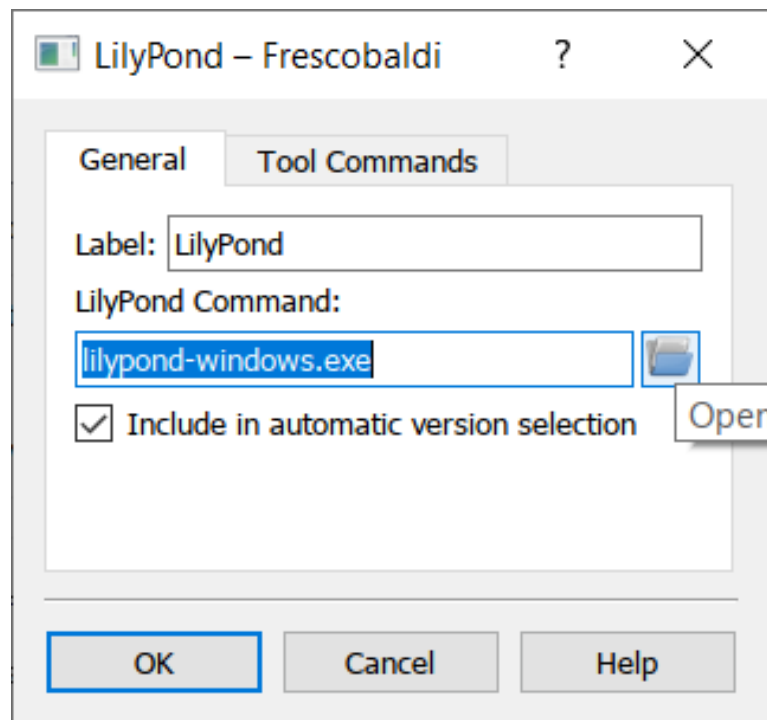 LilyPond – Frescobaldi ?
General Tool Commands
Label: LilyPond
LilyPond Command:
lilypond-windows.exe
Include in automatic version selection
Open
OK Cancel Help